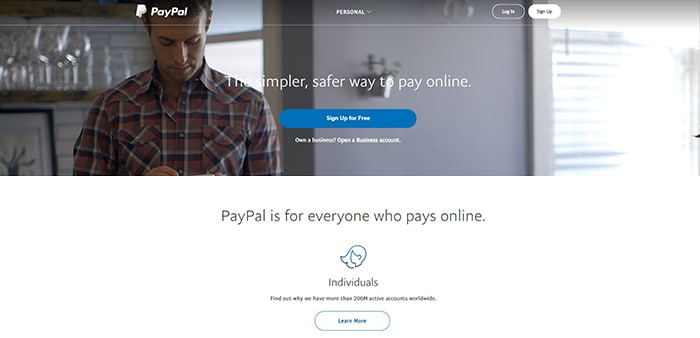 PayPal
PERSONAL
Log In
Sign Up
The simpler, safer way to pay online.
Sign Up for Free
Own a business? Open a Business account.
PayPal is for everyone who pays online.
Individuals
Find out why we have more than 200M active accounts worldwide.
Learn More